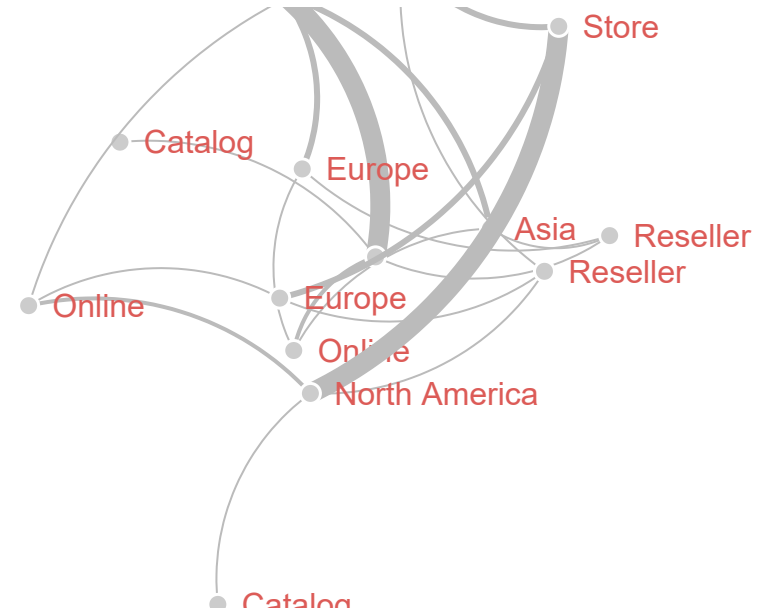 Store
Catalog
Europe
Asia
Reseller
Reseller
Europe
Online
Online
North America
Catalog